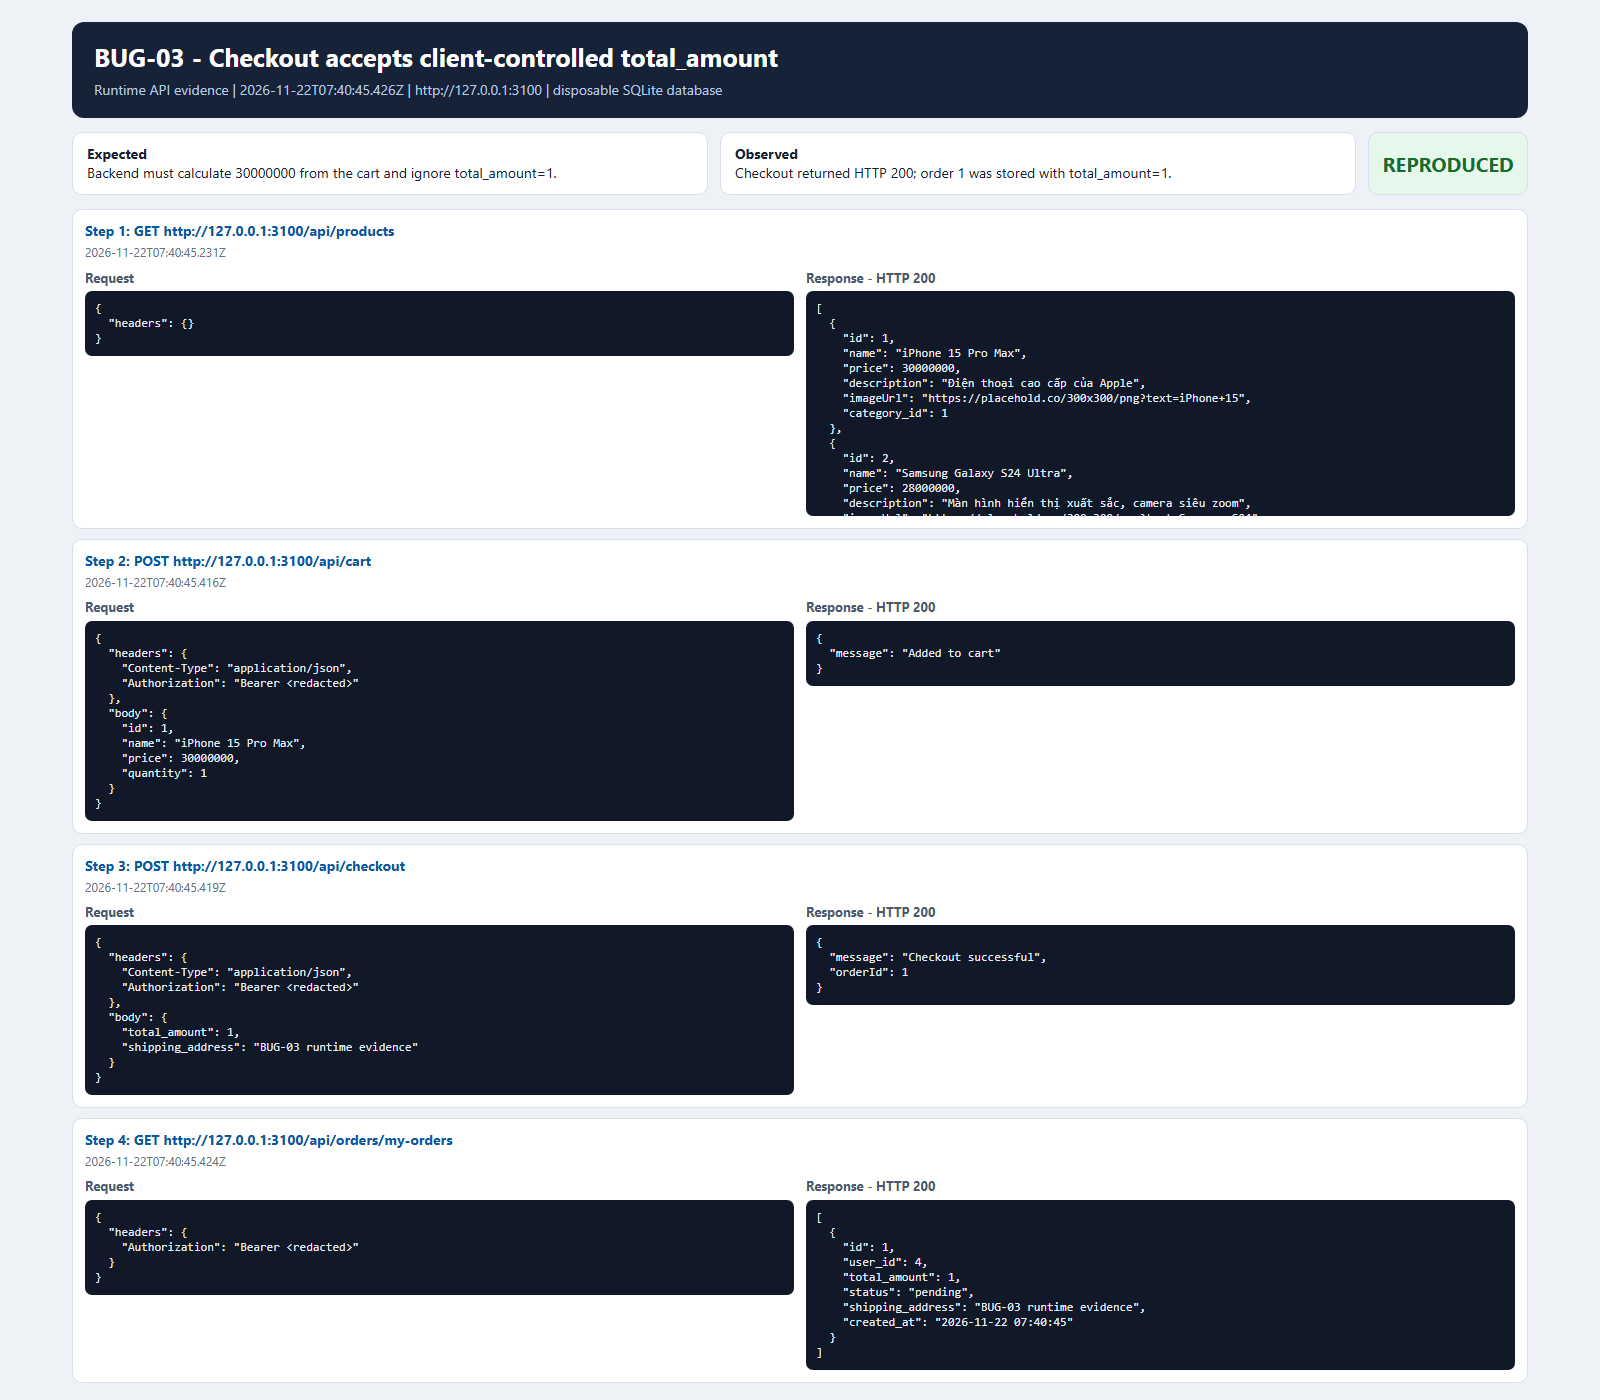 BUG-03 - Checkout accepts client-controlled total_amount
Runtime API evidence | 2026-11-22T07:40:45.426Z | http://127.0.0.1:3100 | disposable SQLite database
Expected
Backend must calculate 30000000 from the cart and ignore total_amount=1.
Observed
Checkout returned HTTP 200; order 1 was stored with total_amount=1.
REPRODUCED
Step 1: GET http://127.0.0.1:3100/api/products
2026-11-22T07:40:45.231Z
Request
{
  "headers": {}
}
Response - HTTP 200
[
  {
    "id": 1,
    "name": "iPhone 15 Pro Max",
    "price": 30000000,
    "description": "Điện thoại cao cấp của Apple",
    "imageUrl": "https://placehold.co/300x300/png?text=iPhone+15",
    "category_id": 1
  },
  {
    "id": 2,
    "name": "Samsung Galaxy S24 Ultra",
    "price": 28000000,
    "description": "Màn hình hiển thị xuất sắc, camera siêu zoom",
Step 2: POST http://127.0.0.1:3100/api/cart
2026-11-22T07:40:45.416Z
Request
{
  "headers": {
    "Content-Type": "application/json",
    "Authorization": "Bearer <redacted>"
  },
  "body": {
    "id": 1,
    "name": "iPhone 15 Pro Max",
    "price": 30000000,
    "quantity": 1
  }
}
Response - HTTP 200
{
  "message": "Added to cart"
}
Step 3: POST http://127.0.0.1:3100/api/checkout
2026-11-22T07:40:45.419Z
Request
{
  "headers": {
    "Content-Type": "application/json",
    "Authorization": "Bearer <redacted>"
  },
  "body": {
    "total_amount": 1,
    "shipping_address": "BUG-03 runtime evidence"
  }
}
Response - HTTP 200
{
  "message": "Checkout successful",
  "orderId": 1
}
Step 4: GET http://127.0.0.1:3100/api/orders/my-orders
2026-11-22T07:40:45.424Z
Request
{
  "headers": {
    "Authorization": "Bearer <redacted>"
  }
}
Response - HTTP 200
[
  {
    "id": 1,
    "user_id": 4,
    "total_amount": 1,
    "status": "pending",
    "shipping_address": "BUG-03 runtime evidence",
    "created_at": "2026-11-22 07:40:45"
  }
]